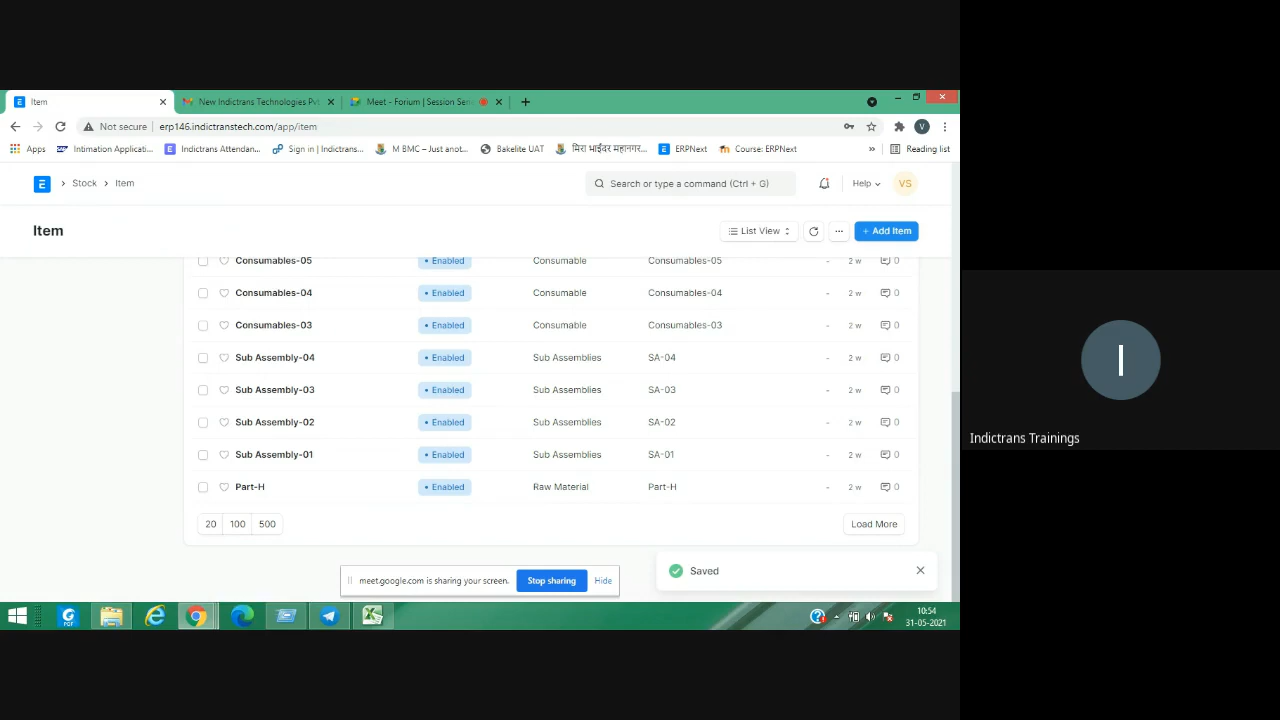 Item
New Indictrans Technologies Pvt
Meet - Forium | Session Seri
Not secure
erp146.indictranstech.com/app/item
Apps
Intimation Applicati...
Indictrans Attendan...
Sign in | Indictrans...
M BMC – Just anot...
Bakelite UAT
मिरा भाईंदर महानगर...
ERPNext
Course: ERPNext
»
Reading list
E
Stock
Item
Search or type a command (Ctrl + G)
Help
VS
Item
List View
...
+ Add Item
Consumables-05 • Enabled Consumable Consumables-05 - 2 w 0
Consumables-04 • Enabled Consumable Consumables-04 - 2 w 0
Consumables-03 • Enabled Consumable Consumables-03 - 2 w 0
Sub Assembly-04 • Enabled Sub Assemblies SA-04 - 2 w 0
Sub Assembly-03 • Enabled Sub Assemblies SA-03 - 2 w 0
Sub Assembly-02 • Enabled Sub Assemblies SA-02 - 2 w 0
Sub Assembly-01 • Enabled Sub Assemblies SA-01 - 2 w 0
Part-H • Enabled Raw Material Part-H - 2 w 0
20 100 500
Load More
meet.google.com is sharing your screen.
Stop sharing
Hide
Saved
10:54
31-05-2021
I
Indictrans Trainings